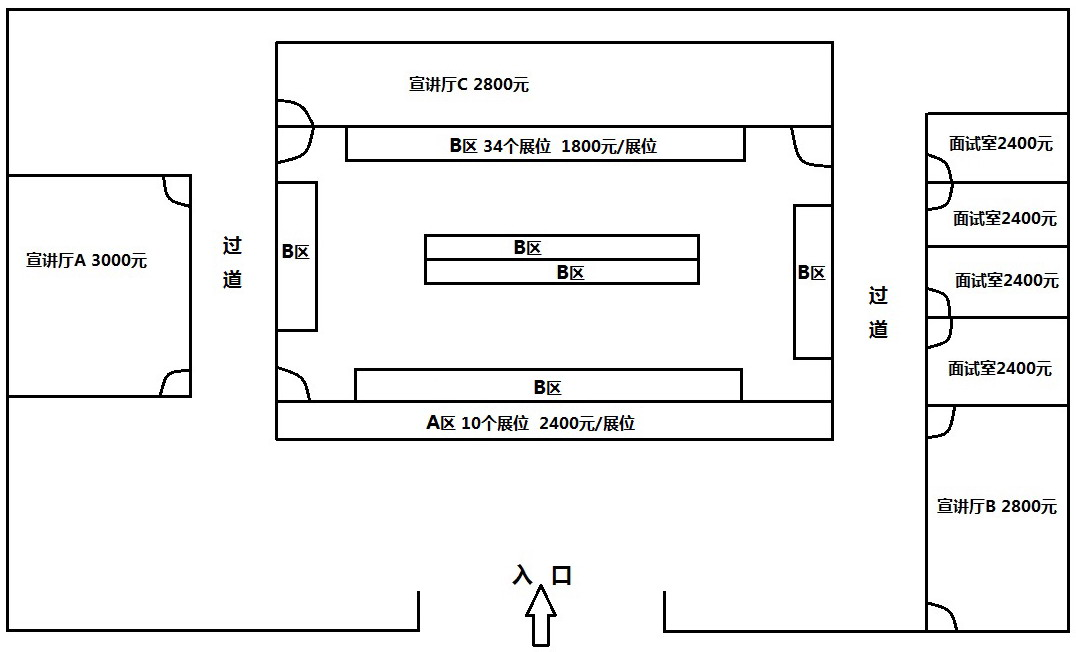 宣讲厅C 2800元
B区 34个展位 1800元/展位
面试室2400元
面试室2400元
宣讲厅A 3000元
过道
B区
B区
B区
B区
过道
面试室2400元
面试室2400元
B区
A区 10个展位 2400元/展位
宣讲厅B 2800元
入 口